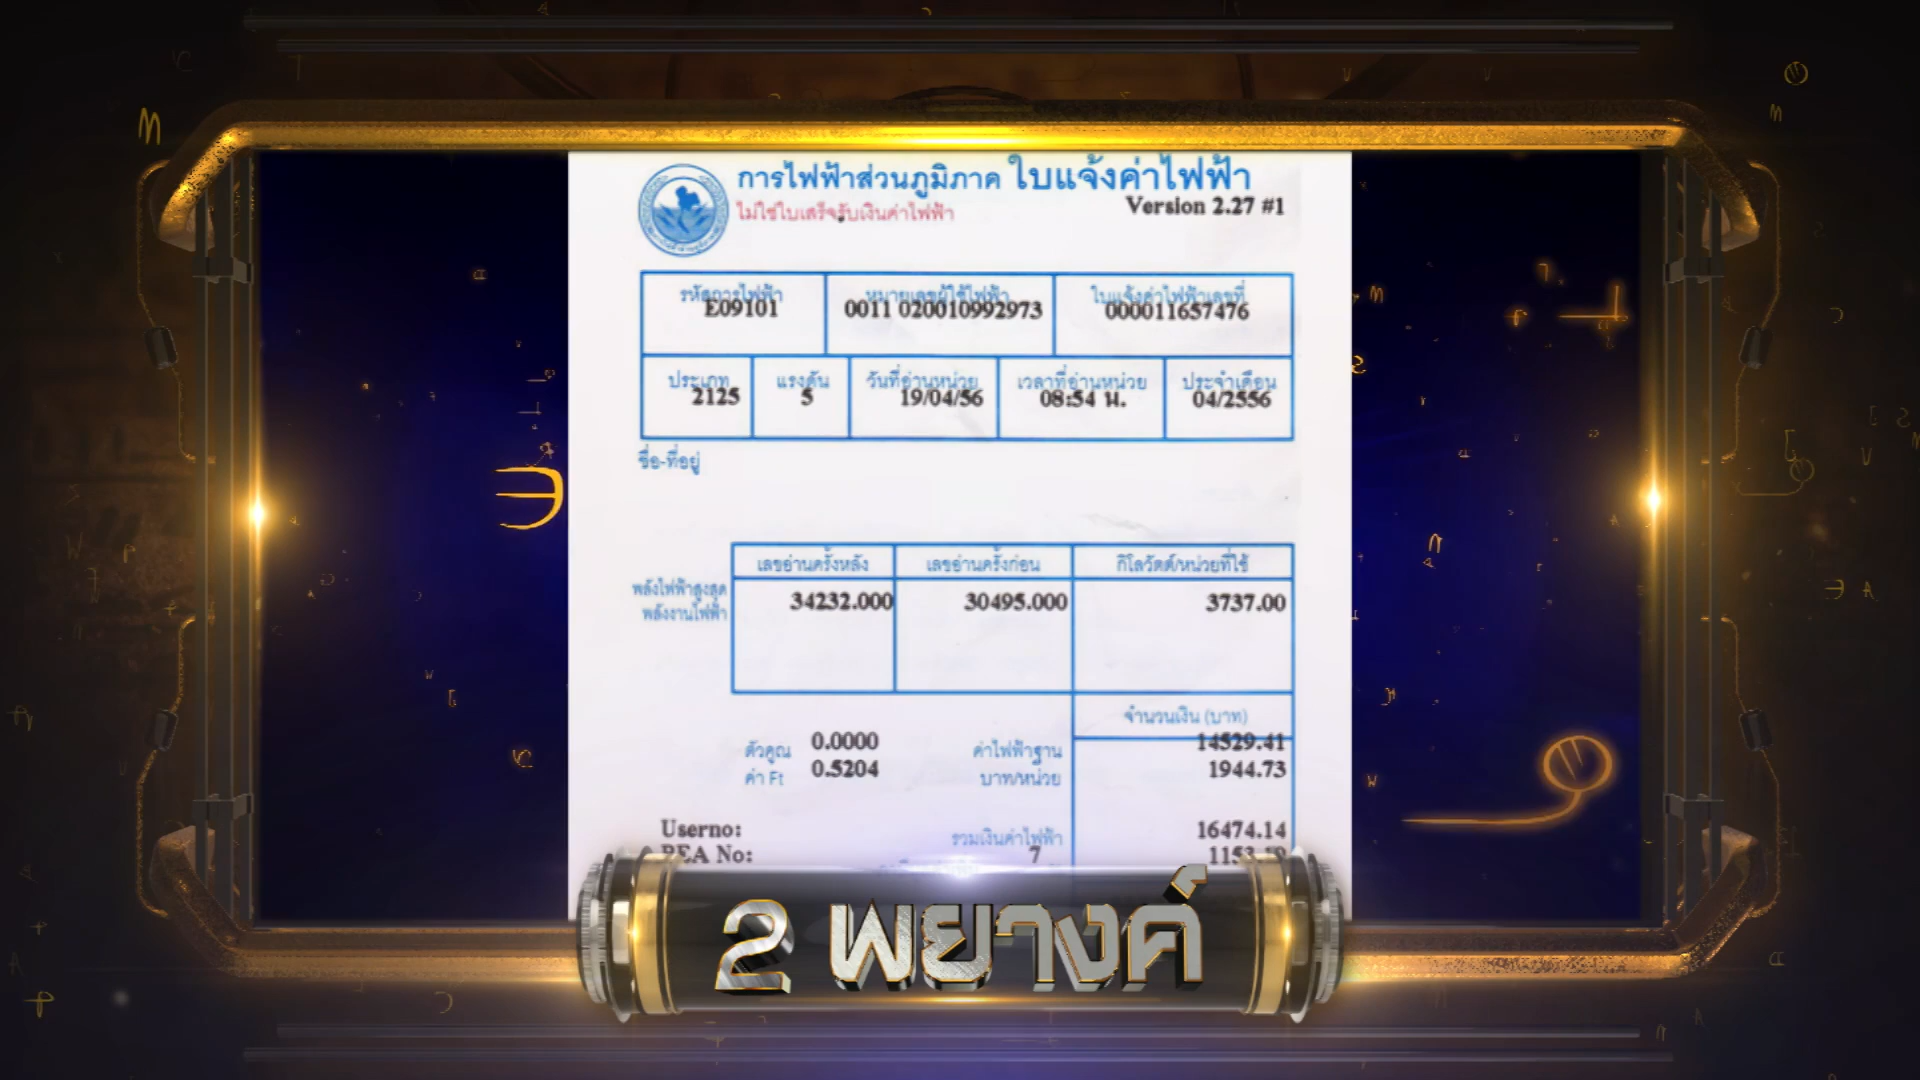 การไฟฟ้าส่วนภูมิภาค ใบแจ้งค่าไฟฟ้า
ไม่ใช่ใบเสร็จรับเงินค่าไฟฟ้า Version 2.27 #1
รหัสการไฟฟ้า หมายเลขผู้ใช้ไฟฟ้า ใบแจ้งค่าไฟฟ้าเลขที่
E09101 0011 020010992973 000011657476
ประเภท แรงดัน วันที่อ่านหน่วย เวลาที่อ่านหน่วย ประจำเดือน
2125 5 19/04/56 08:54 น. 04/2556
ชื่อ-ที่อยู่
เลขอ่านครั้งหลัง เลขอ่านครั้งก่อน กิโลวัตต์/หน่วยที่ใช้
พลังไฟฟ้าสูงสุด
34232.000 30495.000 3737.00
พลังงานไฟฟ้า
จำนวนเงิน (บาท)
ตัวคูณ 0.0000 ค่าไฟฟ้าฐาน 14529.41
ค่า Ft 0.5204 บาท/หน่วย 1944.73
Userno: รวมเงินค่าไฟฟ้า 16474.14
PEA No: 7 1153.19
2 พยางค์